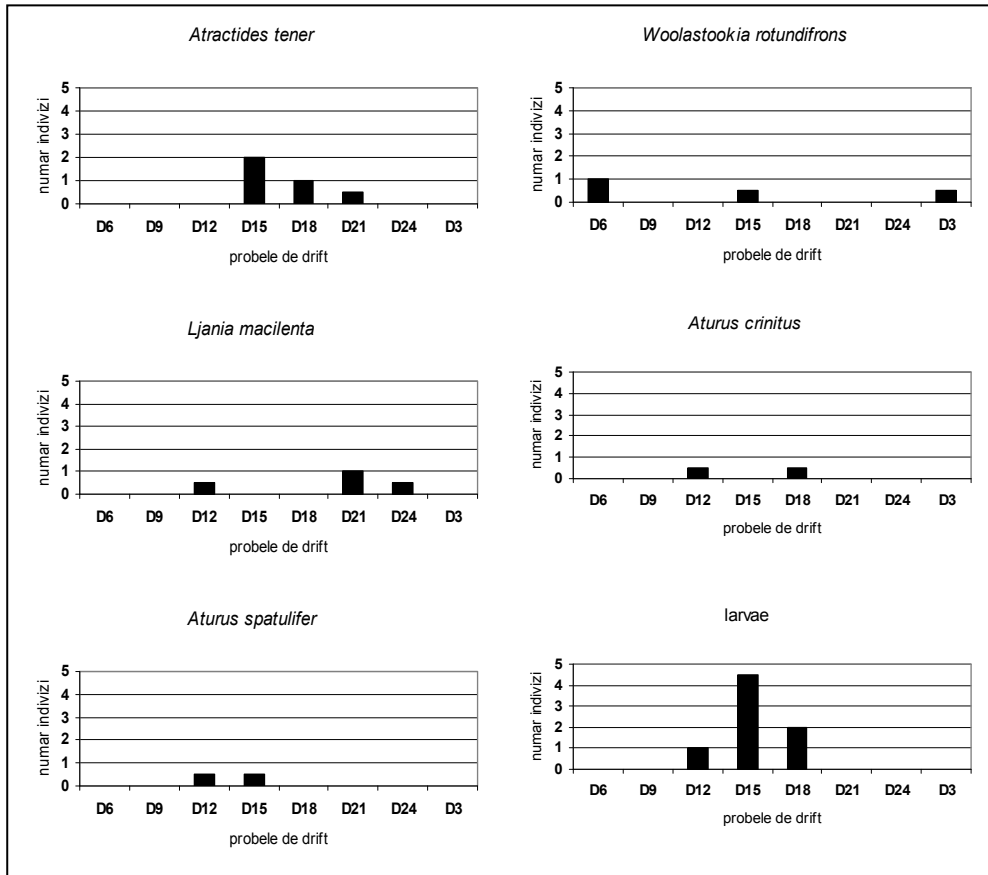 Atractides tener
numar indivizi
5
4
3
2
1
0
D6 D9 D12 D15 D18 D21 D24 D3
probele de drift
Woolastookia rotundifrons
numar indivizi
5
4
3
2
1
0
D6 D9 D12 D15 D18 D21 D24 D3
probele de drift
Ljania macilenta
numar indivizi
5
4
3
2
1
0
D6 D9 D12 D15 D18 D21 D24 D3
probele de drift
Aturus crinitus
numar indivizi
5
4
3
2
1
0
D6 D9 D12 D15 D18 D21 D24 D3
probele de drift
Aturus spatulifer
numar indivizi
5
4
3
2
1
0
D6 D9 D12 D15 D18 D21 D24 D3
probele de drift
larvae
numar indivizi
5
4
3
2
1
0
D6 D9 D12 D15 D18 D21 D24 D3
probele de drift